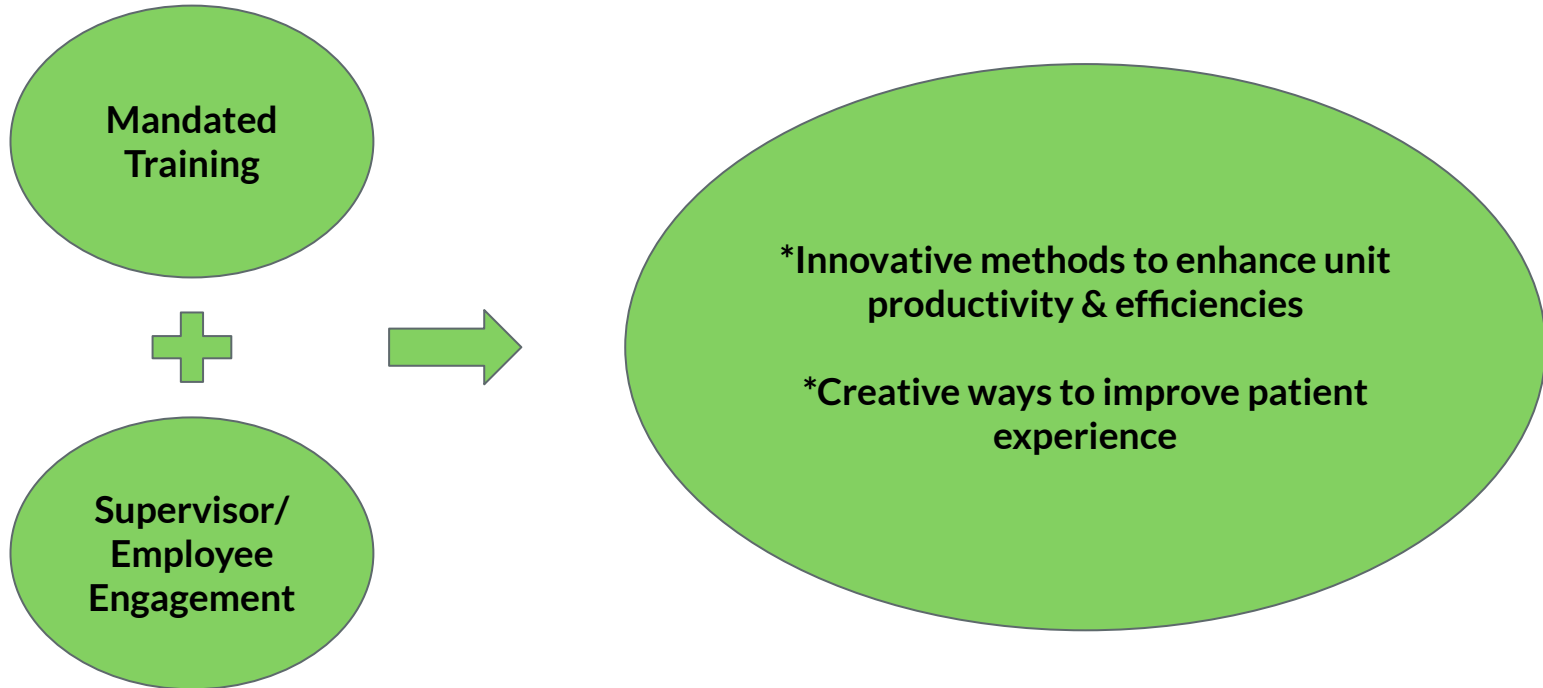 Mandated
Training
Supervisor/
Employee
Engagement
*Innovative methods to enhance unit
productivity & efficiencies
*Creative ways to improve patient
experience